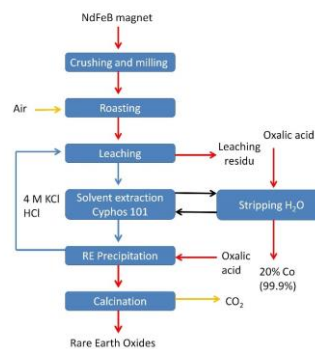 NdFeB magnet
Crushing and milling
Air
Roasting
Leaching
Leaching
residu
Oxalic acid
4 M KCl
HCl
Solvent extraction
Cyphos 101
Stripping H₂O
RE Precipitation
Oxalic
acid
20% Co
(99.9%)
Calcination
CO₂
Rare Earth Oxides